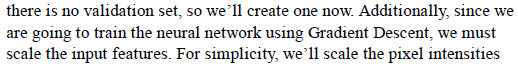 there is no validation set, so we’ll create one now. Additionally, since we
are going to train the neural network using Gradient Descent, we must
scale the input features. For simplicity, we’ll scale the pixel intensities